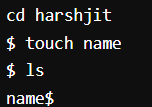 cd harshjit
$ touch name
$ ls
name$